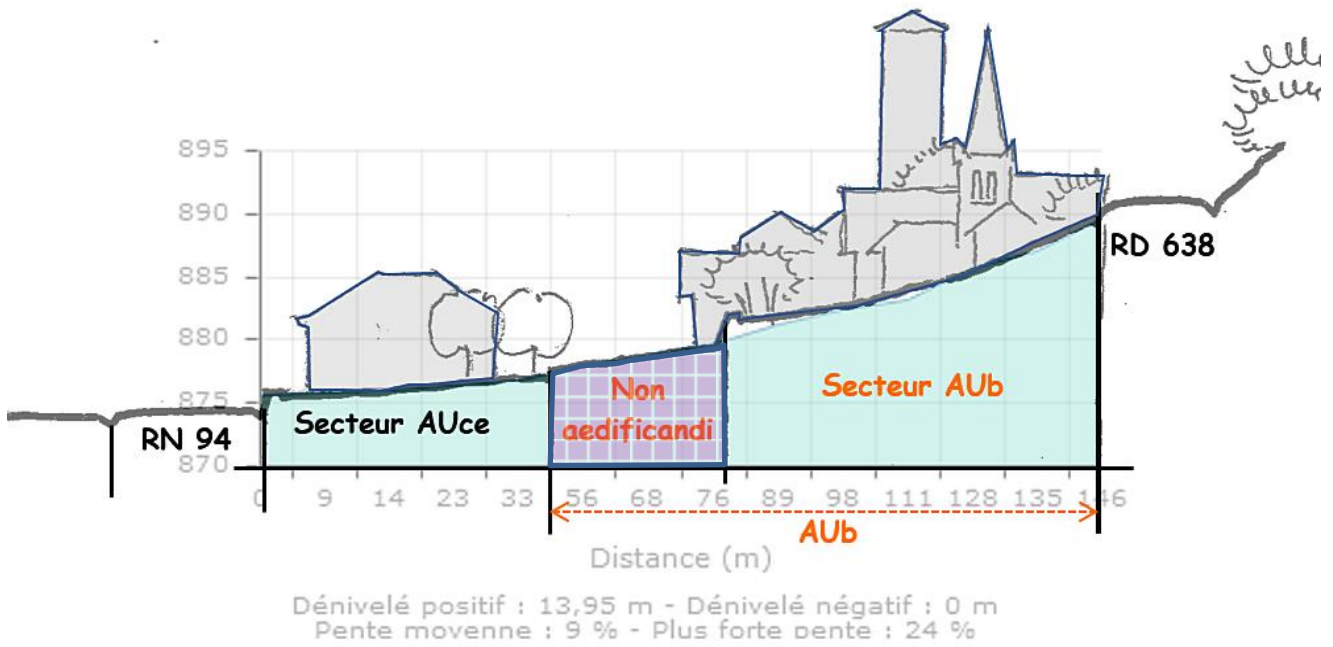 895
890
885
880
875
870
RD 638
RN 94
Secteur AUce
Non
aedificandi
Secteur AUb
0 9 14 23 33 56 68 76 89 98 111 128 135 146
AUb
Distance (m)
Dénivelé positif : 13,95 m - Dénivelé négatif : 0 m
Pente moyenne : 9 % - Plus forte pente : 24 %